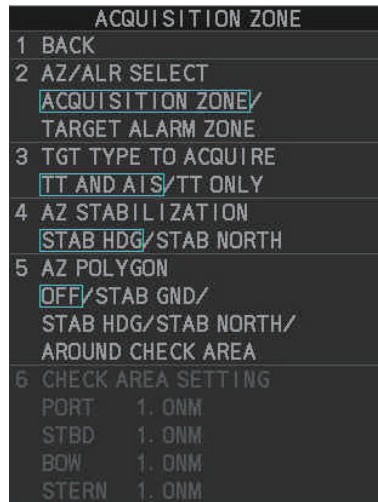 ACQUISITION ZONE
1 BACK
2 AZ/ALR SELECT
ACQUISITION ZONE/
TARGET ALARM ZONE
3 TGT TYPE TO ACQUIRE
TT AND AIS/TT ONLY
4 AZ STABILIZATION
STAB HDG/STAB NORTH
5 AZ POLYGON
OFF/STAB GND/
STAB HDG/STAB NORTH/
AROUND CHECK AREA
6 CHECK AREA SETTING
PORT 1.0NM
STBD 1.0NM
BOW 1.0NM
STERN 1.0NM